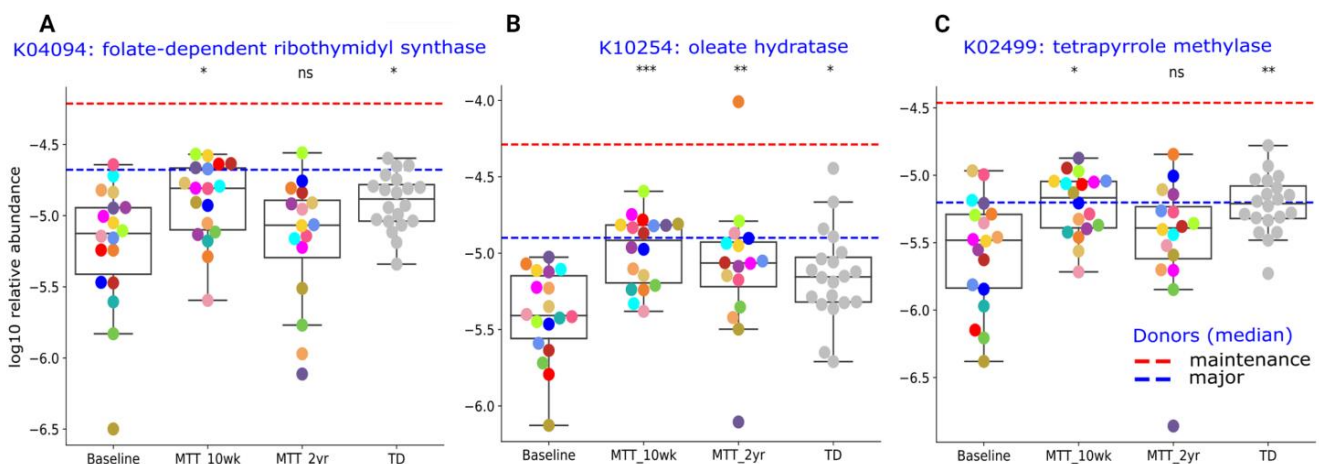 A
B
C
K04094: folate-dependent ribothymidyl synthase
K10254: oleate hydratase
K02499: tetrapyrrole methylase
* ns *
*** ** *
* ns **
log10 relative abundance
−4.5
−5.0
−5.5
−6.0
−6.5
Baseline MTT_10wk MTT_2yr TD
−4.0
−4.5
−5.0
−5.5
−6.0
Baseline MTT_10wk MTT_2yr TD
−4.5
−5.0
−5.5
−6.0
−6.5
Baseline MTT_10wk MTT_2yr TD
Donors (median)
maintenance
major